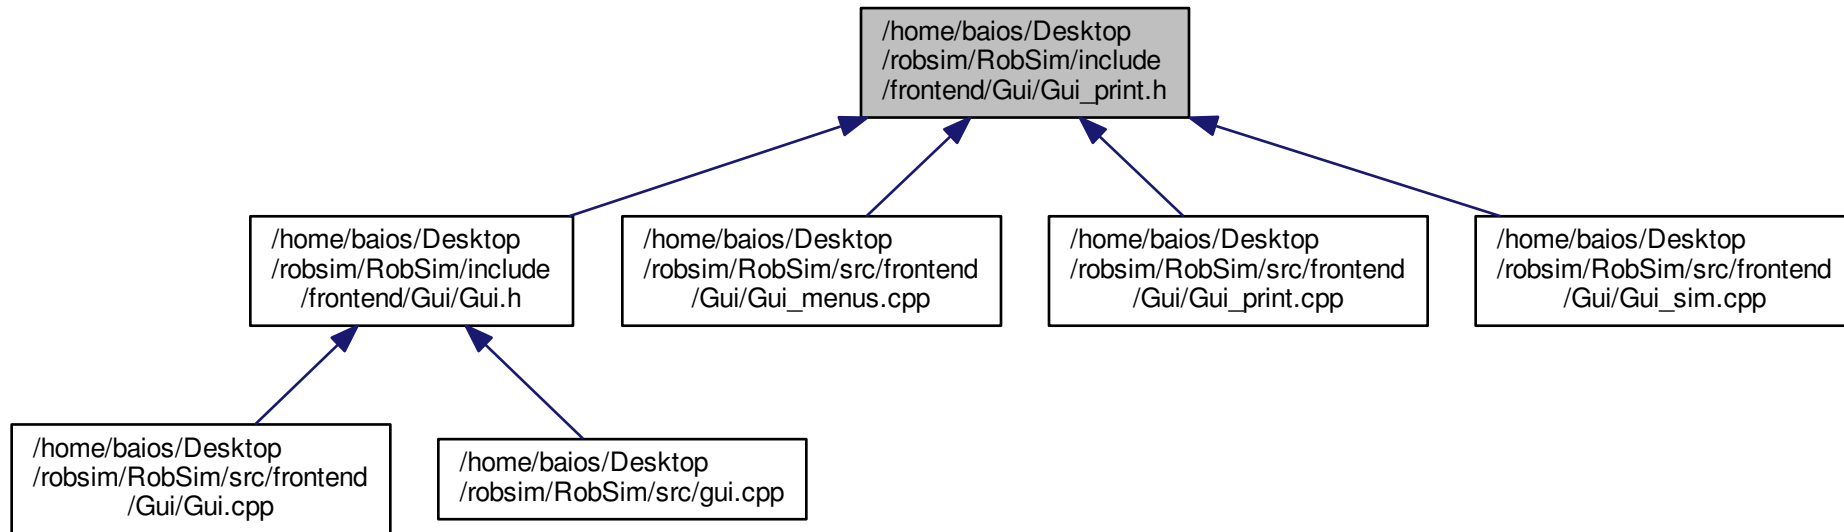 /home/baios/Desktop
/robsim/RobSim/include
/frontend/Gui/Gui_print.h
/home/baios/Desktop
/robsim/RobSim/include
/frontend/Gui/Gui.h
/home/baios/Desktop
/robsim/RobSim/src/frontend
/Gui/Gui_menus.cpp
/home/baios/Desktop
/robsim/RobSim/src/frontend
/Gui/Gui_print.cpp
/home/baios/Desktop
/robsim/RobSim/src/frontend
/Gui/Gui_sim.cpp
/home/baios/Desktop
/robsim/RobSim/src/frontend
/Gui/Gui.cpp
/home/baios/Desktop
/robsim/RobSim/src/gui.cpp